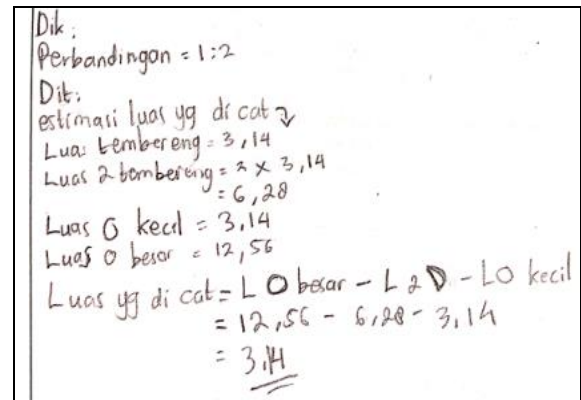 Dik:
Perbandingan = 1:2
Dit:
estimasi luas yg di cat
Luas tembereng = 3,14
Luas 2 tembereng = 2 x 3,14
= 6,28
Luas O kecil = 3,14
Luas O besar = 12,56
Luas yg di cat = L O besar - L 2 D - L O kecil
= 12,56 - 6,28 - 3,14
= 3,14